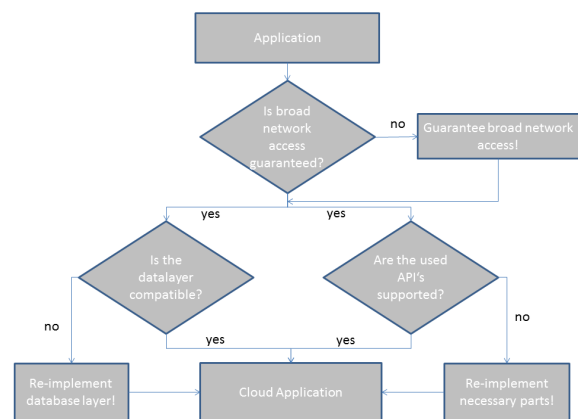 Application
Is broad
network
access
guaranteed?
no
Guarantee broad network
access!
yes
yes
Is the
datalayer
compatible?
Are the used
API's
supported?
no
yes
yes
no
Re-implement
database layer!
Cloud Application
Re-implement
necessary parts!